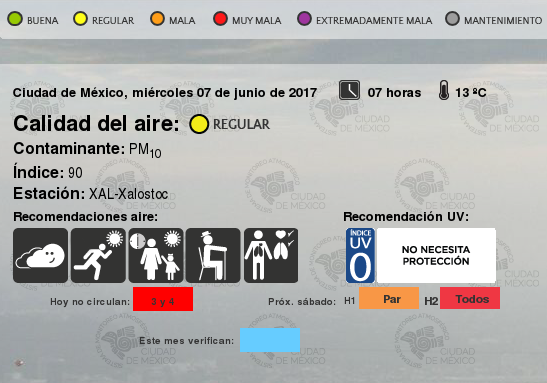 BUENA REGULAR MALA MUY MALA EXTREMADAMENTE MALA MANTENIMIENTO
Ciudad de México, miércoles 07 de junio de 2017 07 horas 13 ºC
Calidad del aire: REGULAR
Contaminante: PM10
Índice: 90
Estación: XAL-Xalostoc
Recomendaciones aire: Recomendación UV:
ÍNDICE
UV
0
NO NECESITA
PROTECCIÓN
Hoy no circulan: 3 y 4 Próx. sábado: H1 Par H2 Todos
Este mes verifican:
MONITOREO ATMOSFÉRICO
CIUDAD
DE MÉXICO